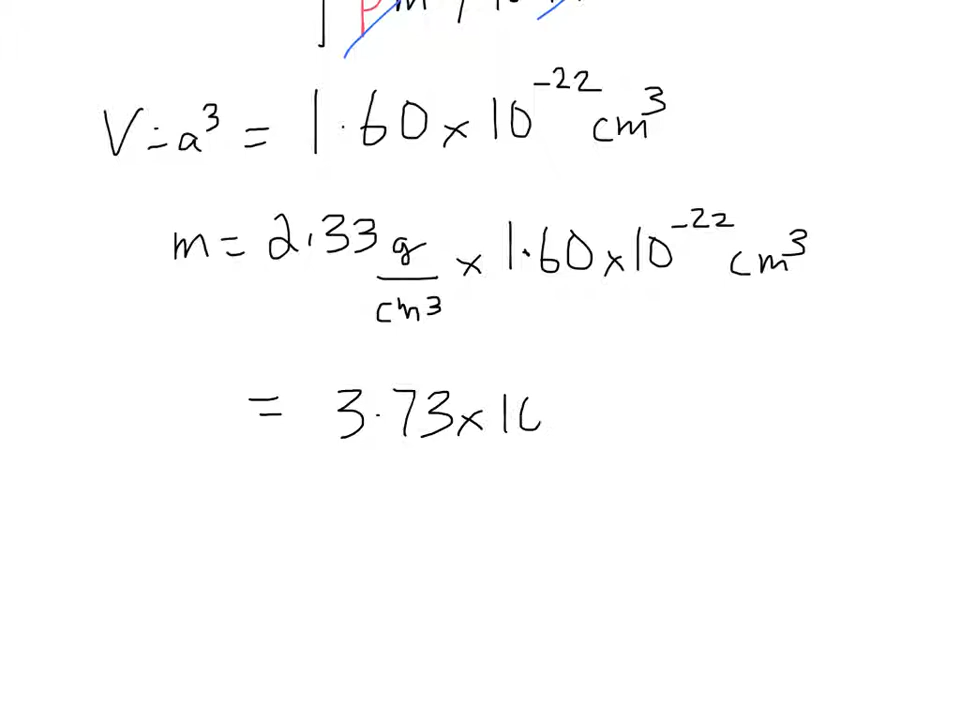 V=a³ = 1.60 x 10⁻²² cm³
m = 2.33 g/cm³ x 1.60 x 10⁻²² cm³
= 3.73 x 10